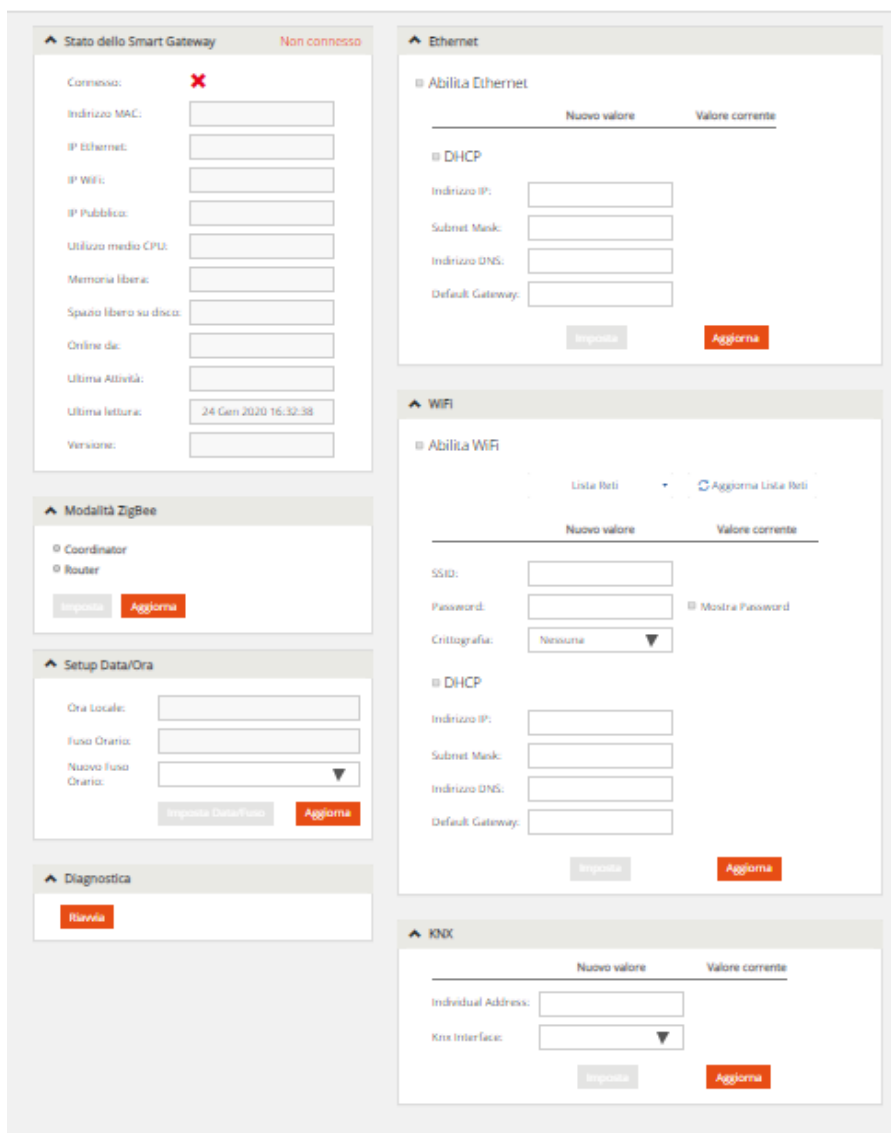 Stato dello Smart Gateway Non connesso
Connesso:
Indirizzo MAC:
IP Ethernet:
IP WiFi:
IP Pubblico:
Utilizzo medio CPU:
Memoria libera:
Spazio libero su disco:
Online da:
Ultima Attività:
Ultima lettura: 24 Gen 2020 16:32:38
Versione:
Modalità ZigBee
Coordinator
Router
Imposta Aggiorna
Setup Data/Ora
Ora Locale:
Fuso Orario:
Nuovo Fuso
Orario:
Imposta Data/Fuso Aggiorna
Diagnostica
Riavvia
Ethernet
Abilita Ethernet
Nuovo valore Valore corrente
DHCP
Indirizzo IP:
Subnet Mask:
Indirizzo DNS:
Default Gateway:
Imposta Aggiorna
WiFi
Abilita WiFi
Lista Reti Aggiorna Lista Reti
Nuovo valore Valore corrente
SSID:
Password: Mostra Password
Crittografia: Nessuna
DHCP
Indirizzo IP:
Subnet Mask:
Indirizzo DNS:
Default Gateway:
Imposta Aggiorna
KNX
Nuovo valore Valore corrente
Individual Address:
Knx Interface:
Imposta Aggiorna